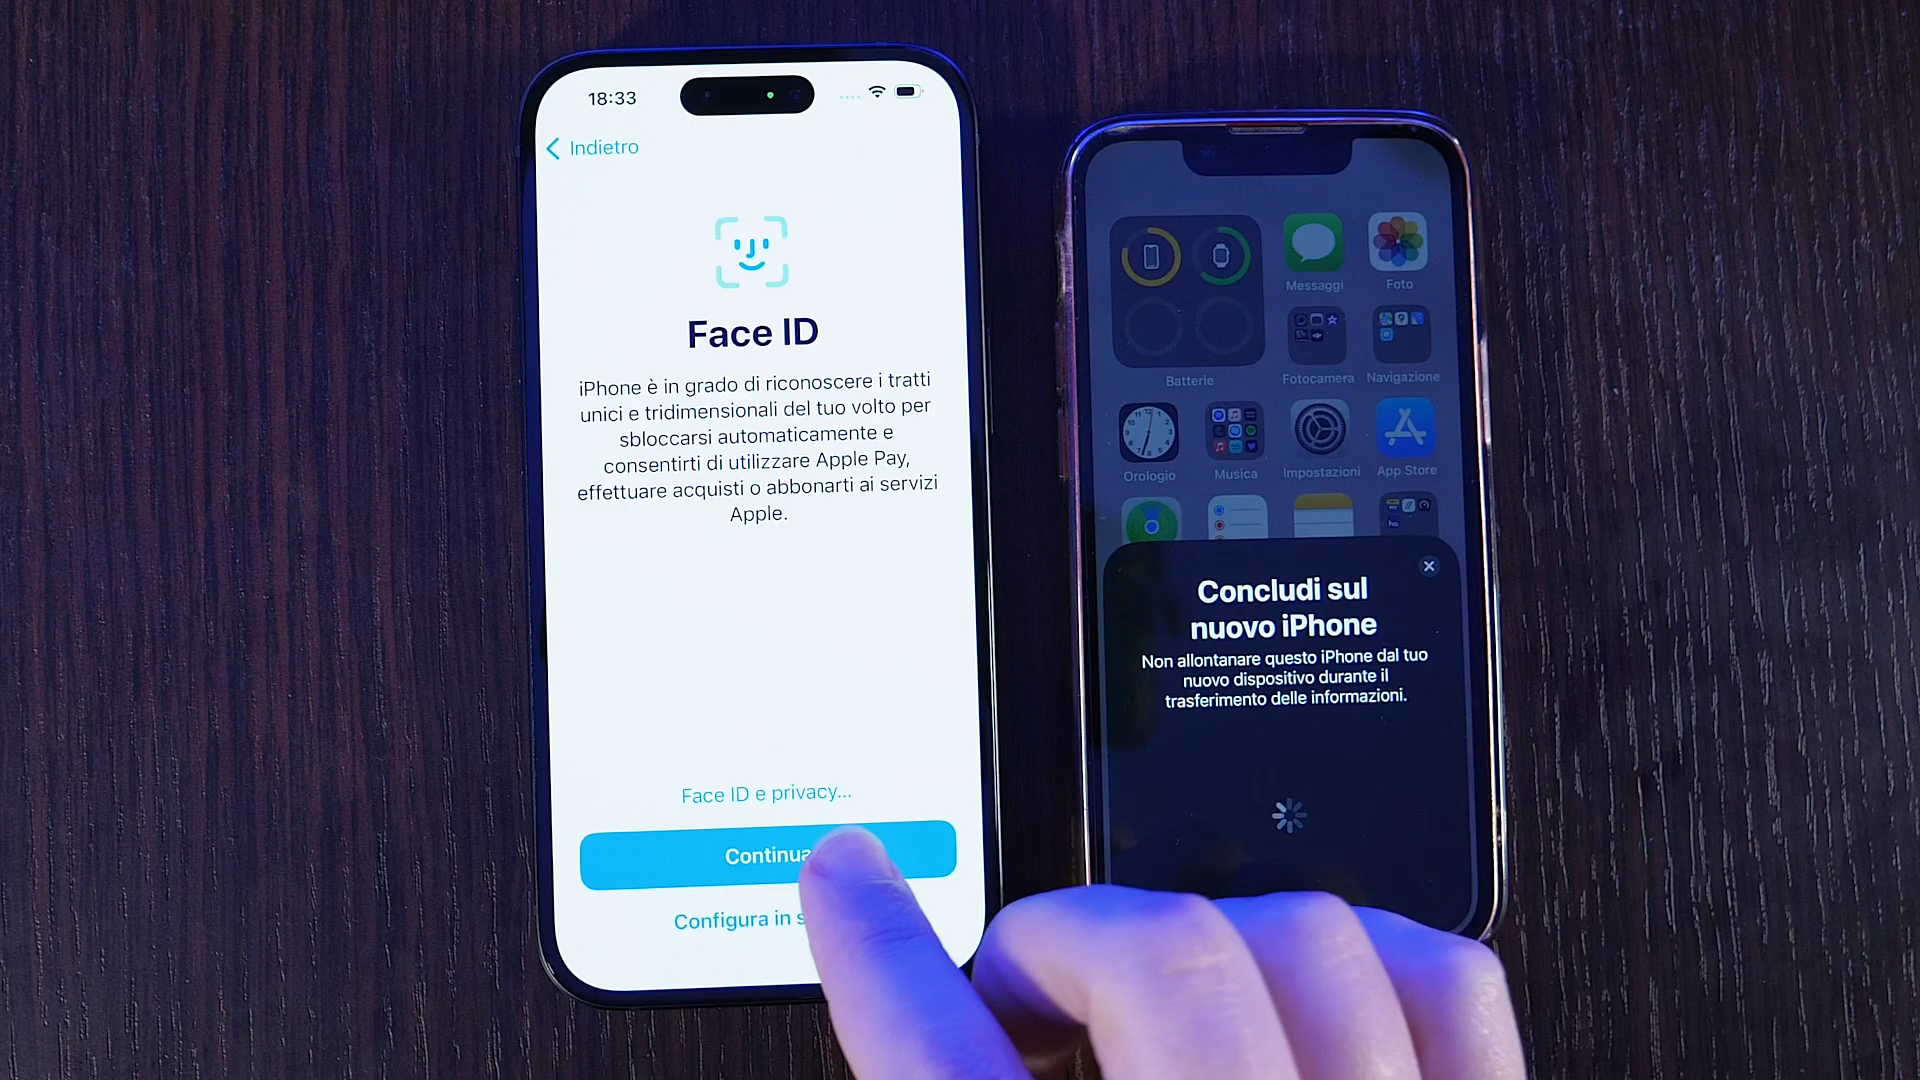 18:33
Indietro
Face ID
iPhone è in grado di riconoscere i tratti
unici e tridimensionali del tuo volto per
sbloccarsi automaticamente e
consentirti di utilizzare Apple Pay,
effettuare acquisti o abbonarti ai servizi
Apple.
Face ID e privacy...
Continua
Configura in
Messaggi
Foto
Batterie
Fotocamera
Navigazione
Orologio
Musica
Impostazioni
App Store
Concludi sul
nuovo iPhone
Non allontanare questo iPhone dal tuo
nuovo dispositivo durante il
trasferimento delle informazioni.